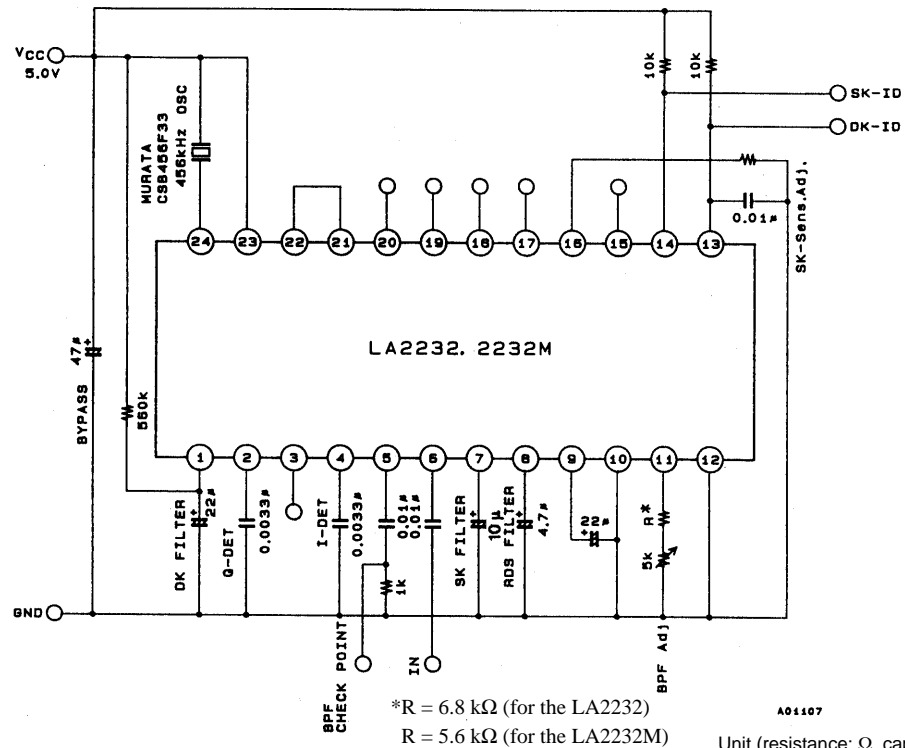 VCC
5.0V
MURATA
CSB456F33
456kHz OSC
10k
10k
SK-ID
DK-ID
0.01µ
SK-Sens.Adj.
24 23 22 21 20 19 18 17 16 15 14 13
LA2232, 2232M
47µ
+
BYPASS
560k
1 2 3 4 5 6 7 8 9 10 11 12
DK FILTER
+
22µ
Q-DET
0.0033µ
I-DET
0.0033µ
0.01µ
0.01µ
1k
SK FILTER
+
10µ
RDS FILTER
+
4.7µ
+
22µ
R*
5k
GND
BPF
CHECK POINT
IN
BPF Adj
*R = 6.8 kΩ (for the LA2232)
R = 5.6 kΩ (for the LA2232M)
A01107
Unit (resistance: Ω, cap